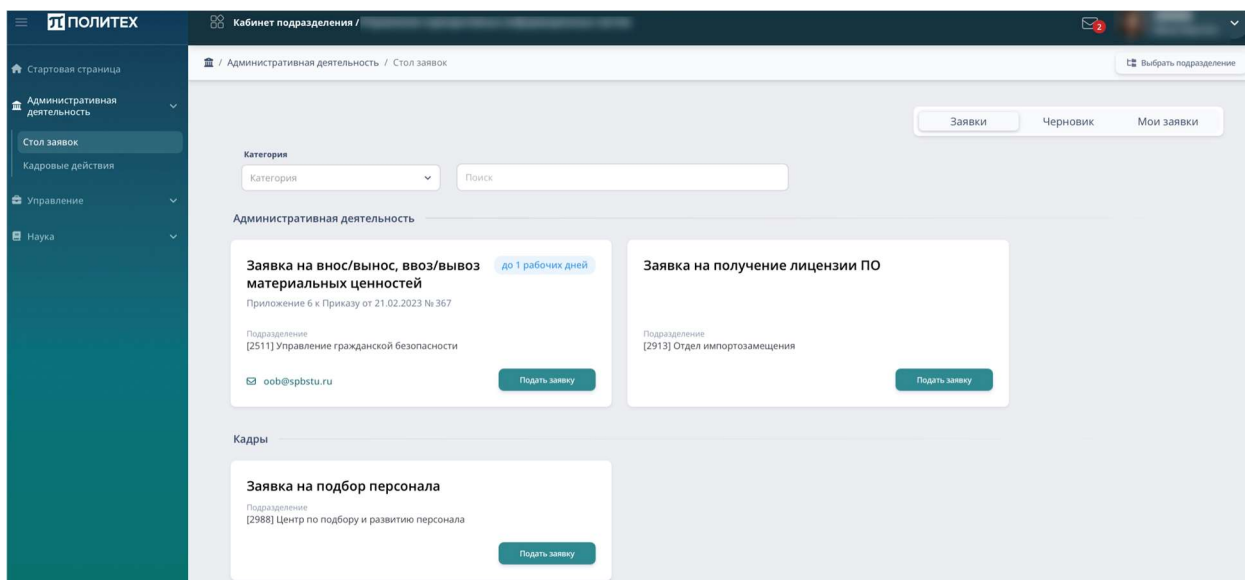 ПОЛИТЕХ
Кабинет подразделения /
2
Стартовая страница
Административная
деятельность
Стол заявок
Кадровые действия
Управление
Наука
/ Административная деятельность / Стол заявок
Выбрать подразделение
Заявки Черновик Мои заявки
Категория
Категория
Поиск
Административная деятельность
Заявка на внос/вынос, ввоз/вывоз
материальных ценностей
до 1 рабочих дней
Приложение 6 к Приказу от 21.02.2023 № 367
Подразделение
[2511] Управление гражданской безопасности
oob@spbstu.ru
Подать заявку
Заявка на получение лицензии ПО
Подразделение
[2913] Отдел импортозамещения
Подать заявку
Кадры
Заявка на подбор персонала
Подразделение
[2988] Центр по подбору и развитию персонала
Подать заявку